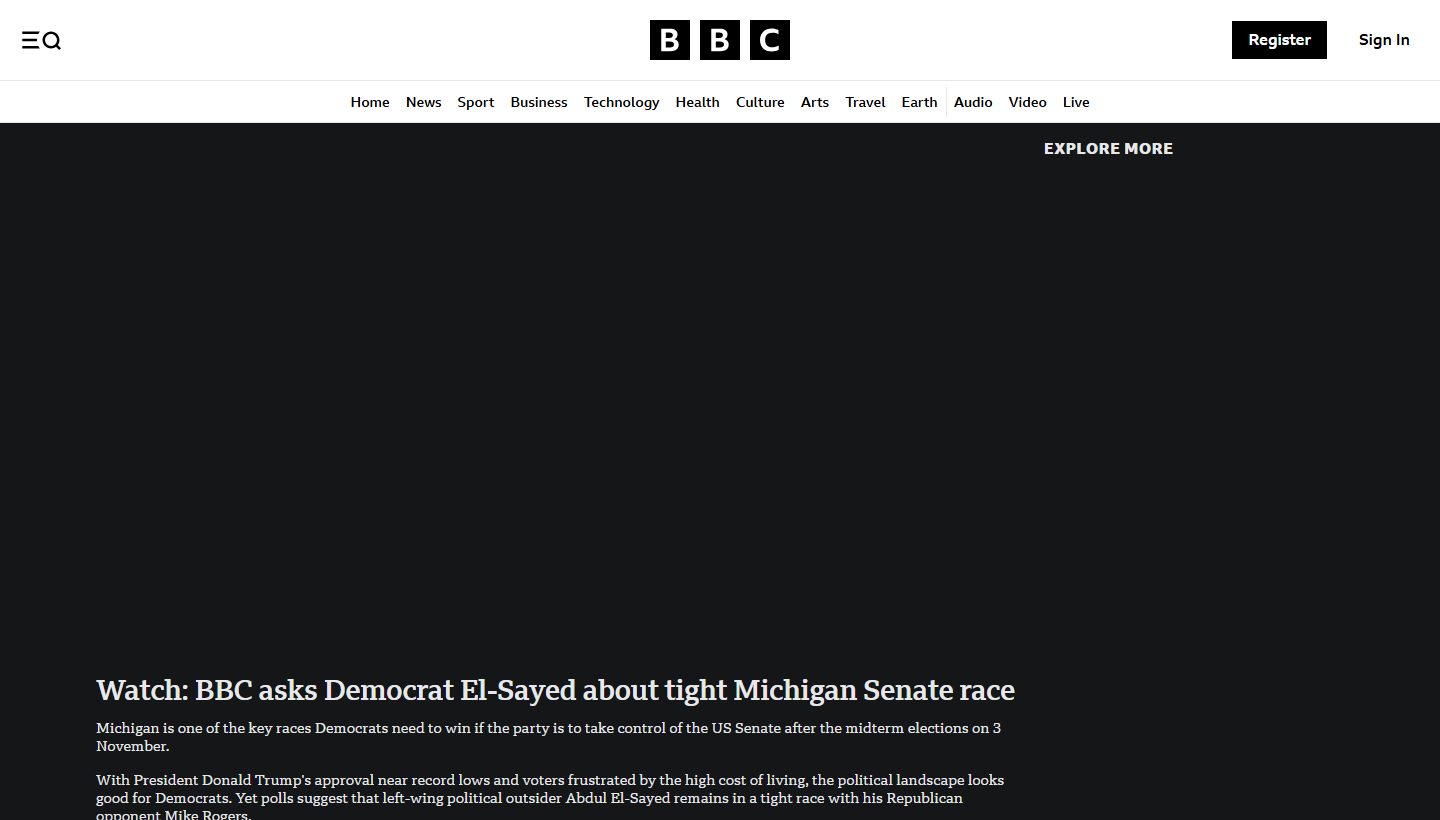 BBC
Register
Sign In
Home News Sport Business Technology Health Culture Arts Travel Earth Audio Video Live
EXPLORE MORE
Watch: BBC asks Democrat El-Sayed about tight Michigan Senate race
Michigan is one of the key races Democrats need to win if the party is to take control of the US Senate after the midterm elections on 3
November.
With President Donald Trump's approval near record lows and voters frustrated by the high cost of living, the political landscape looks
good for Democrats. Yet polls suggest that left-wing political outsider Abdul El-Sayed remains in a tight race with his Republican
opponent Mike Rogers.